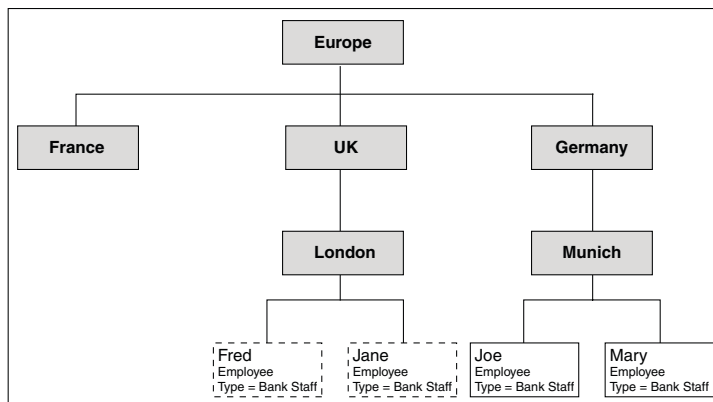 Europe
France
UK
Germany
London
Munich
Fred
Employee
Type = Bank Staff
Jane
Employee
Type = Bank Staff
Joe
Employee
Type = Bank Staff
Mary
Employee
Type = Bank Staff